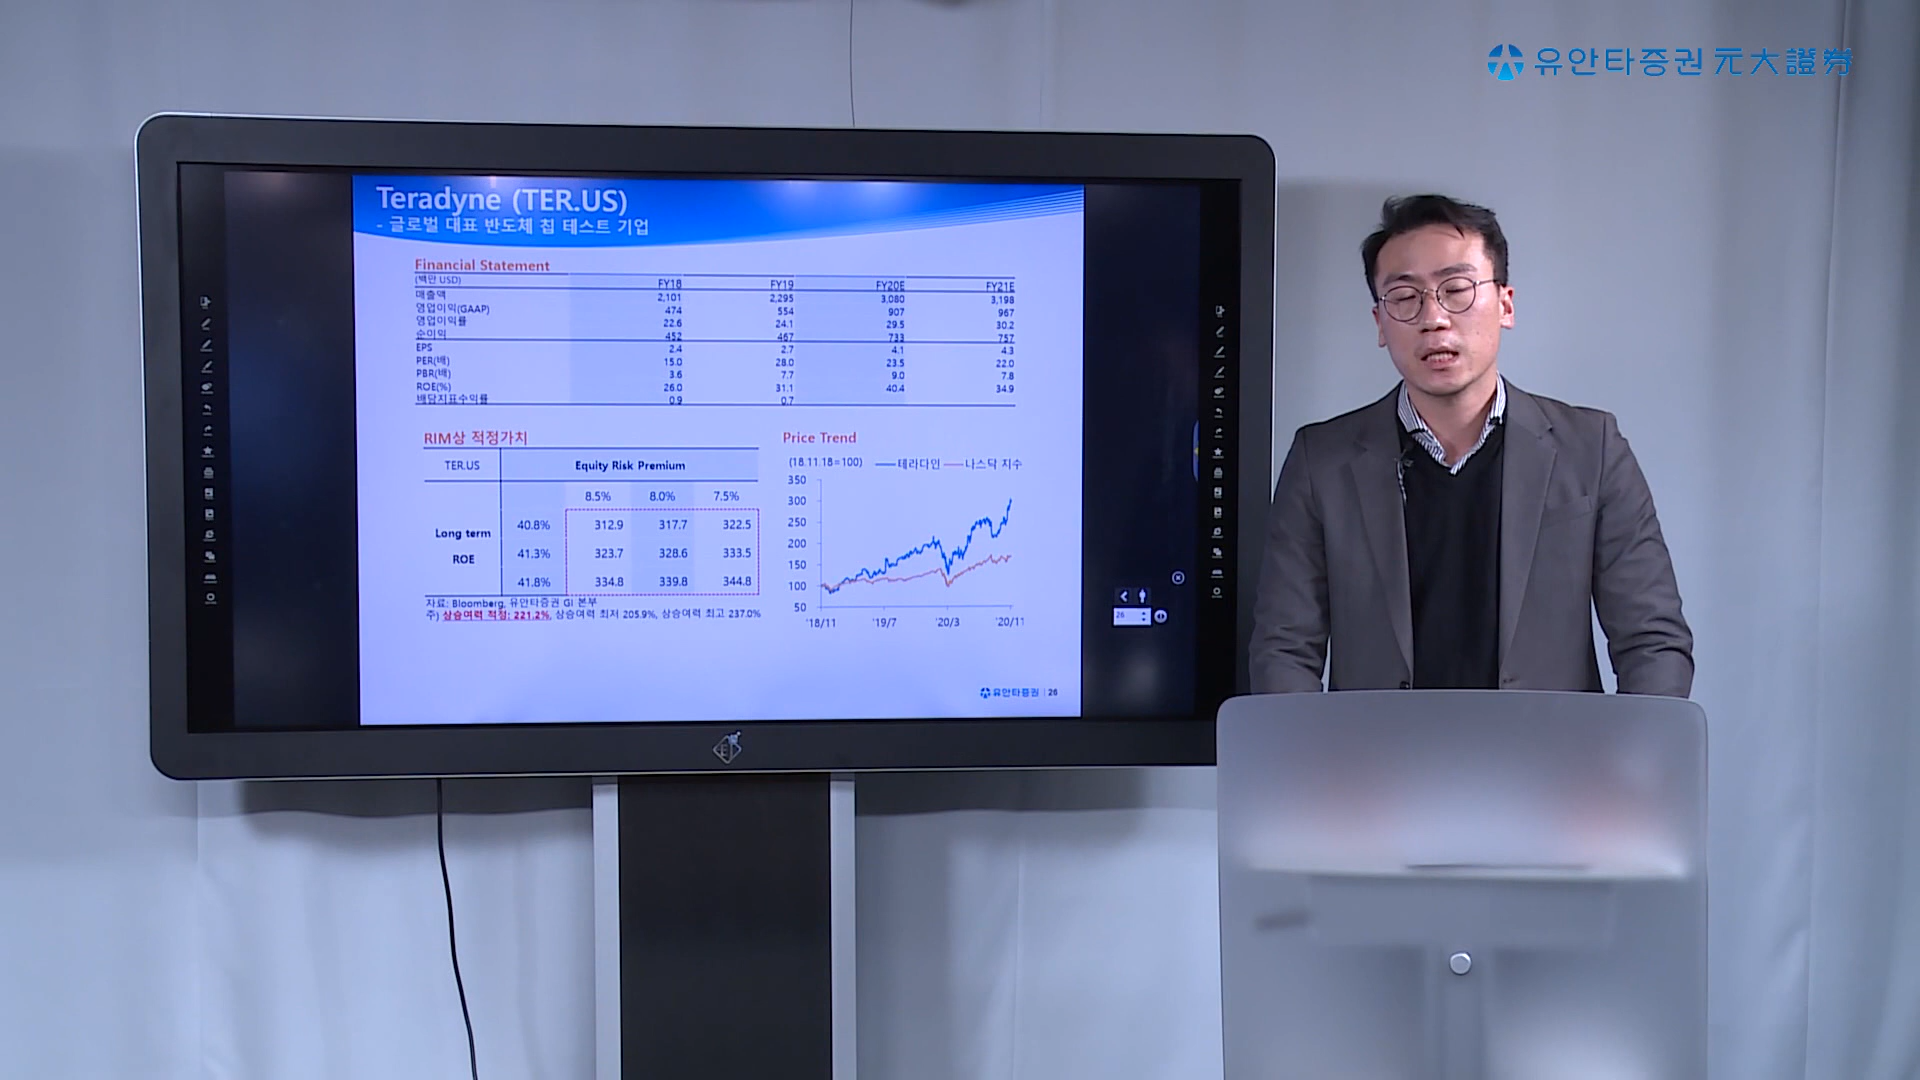 유안타증권 元大證券
Teradyne (TER.US)
- 글로벌 대표 반도체 칩 테스트 기업
Financial Statement
(백만 USD) FY18 FY19 FY20E FY21E
매출액 2,101 2,295 3,080 3,198
영업이익(GAAP) 474 554 907 967
영업이익률 22.6 24.1 29.5 30.2
순이익 452 467 733 757
EPS 2.4 2.7 4.1 4.3
PER(배) 15.0 28.0 23.5 22.0
PBR(배) 3.6 7.7 9.0 7.8
ROE(%) 26.0 31.1 40.4 34.9
배당지표수익률 0.9 0.7
RIM상 적정가치
TER.US Equity Risk Premium
8.5% 8.0% 7.5%
Long term ROE
40.8% 312.9 317.7 322.5
41.3% 323.7 328.6 333.5
41.8% 334.8 339.8 344.8
자료: Bloomberg, 유안타증권 GI 본부
주) 상승여력 적정: 221.2%, 상승여력 최저 205.9%, 상승여력 최고 237.0%
Price Trend
(18.11.18=100) 테라다인 나스닥 지수
350
300
250
200
150
100
50
'18/11 '19/7 '20/3 '20/11
유안타증권 | 26
26